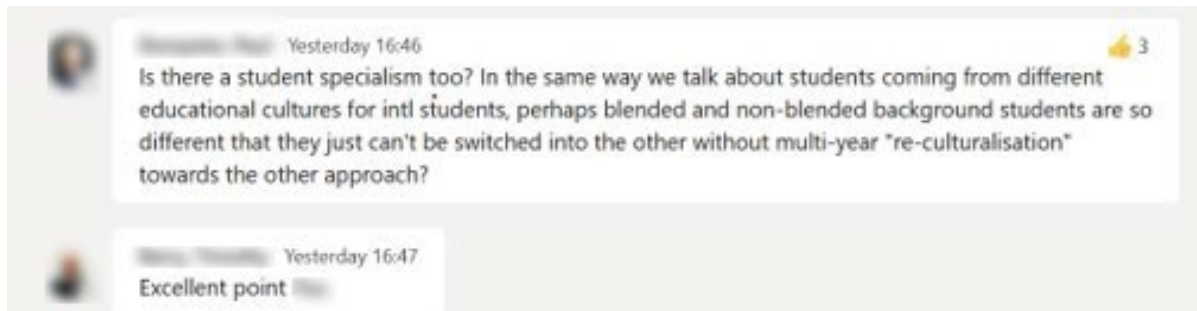 Yesterday 16:46
3
Is there a student specialism too? In the same way we talk about students coming from different
educational cultures for intl students, perhaps blended and non-blended background students are so
different that they just can't be switched into the other without multi-year "re-culturalisation"
towards the other approach?
Yesterday 16:47
Excellent point